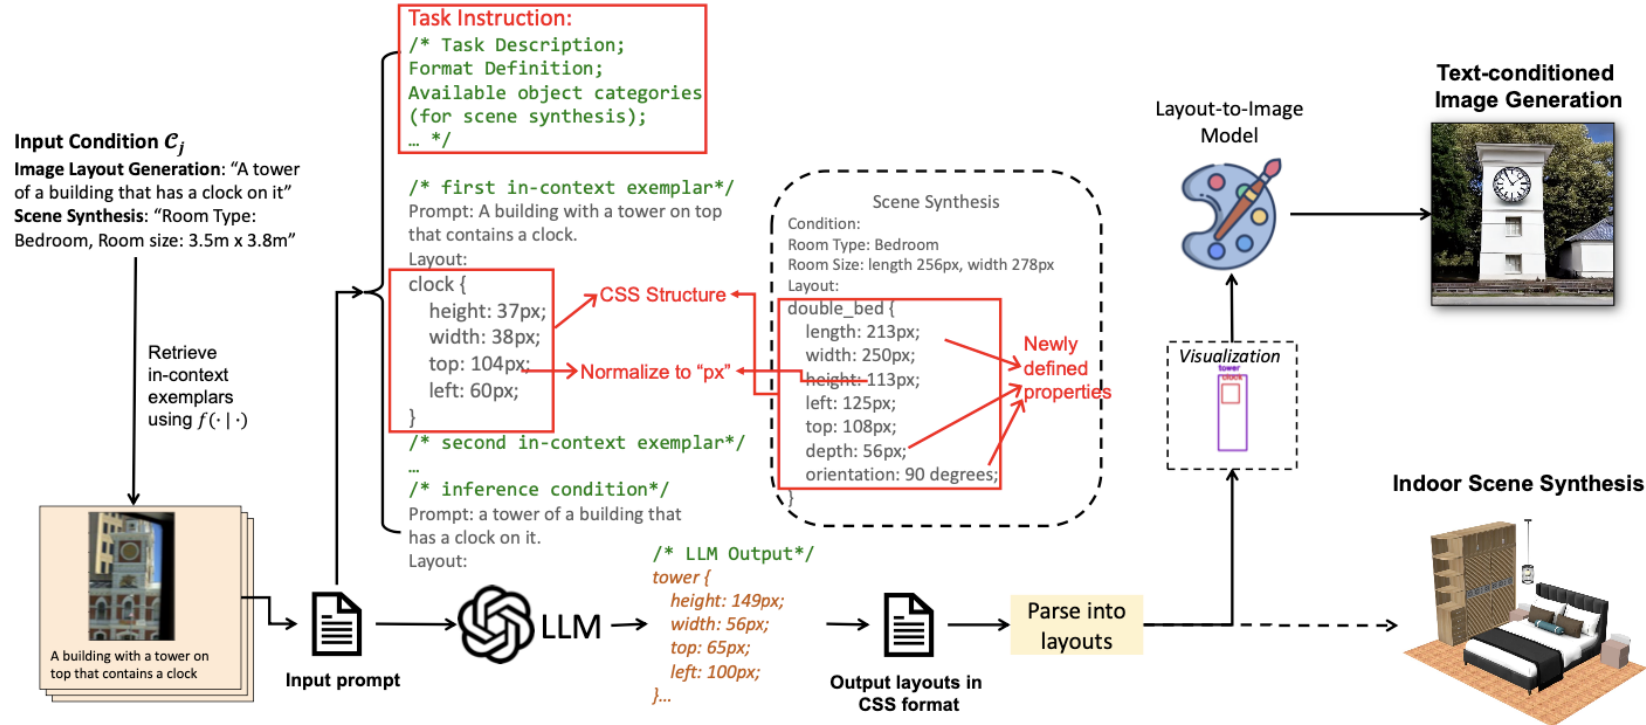 Input Condition 𝓒j
Image Layout Generation: “A tower
of a building that has a clock on it”
Scene Synthesis: “Room Type:
Bedroom, Room size: 3.5m x 3.8m”
Retrieve
in-context
exemplars
using f(· | ·)
A building with a tower on
top that contains a clock
Input prompt
Task Instruction:
/* Task Description;
Format Definition;
Available object categories
(for scene synthesis);
… */
/* first in-context exemplar*/
Prompt: A building with a tower on top
that contains a clock.
Layout:
clock {
height: 37px;
width: 38px;
top: 104px;
left: 60px;
}
/* second in-context exemplar*/
…
/* inference condition*/
Prompt: a tower of a building that
has a clock on it.
Layout:
CSS Structure
Normalize to “px”
Scene Synthesis
Condition:
Room Type: Bedroom
Room Size: length 256px, width 278px
Layout:
double_bed {
length: 213px;
width: 250px;
height: 113px;
left: 125px;
top: 108px;
depth: 56px;
orientation: 90 degrees;
}
Newly
defined
properties
LLM
/* LLM Output*/
tower {
height: 149px;
width: 56px;
top: 65px;
left: 100px;
}…
Output layouts in
CSS format
Parse into
layouts
Visualization
tower
clock
Layout-to-Image
Model
Text-conditioned
Image Generation
Indoor Scene Synthesis